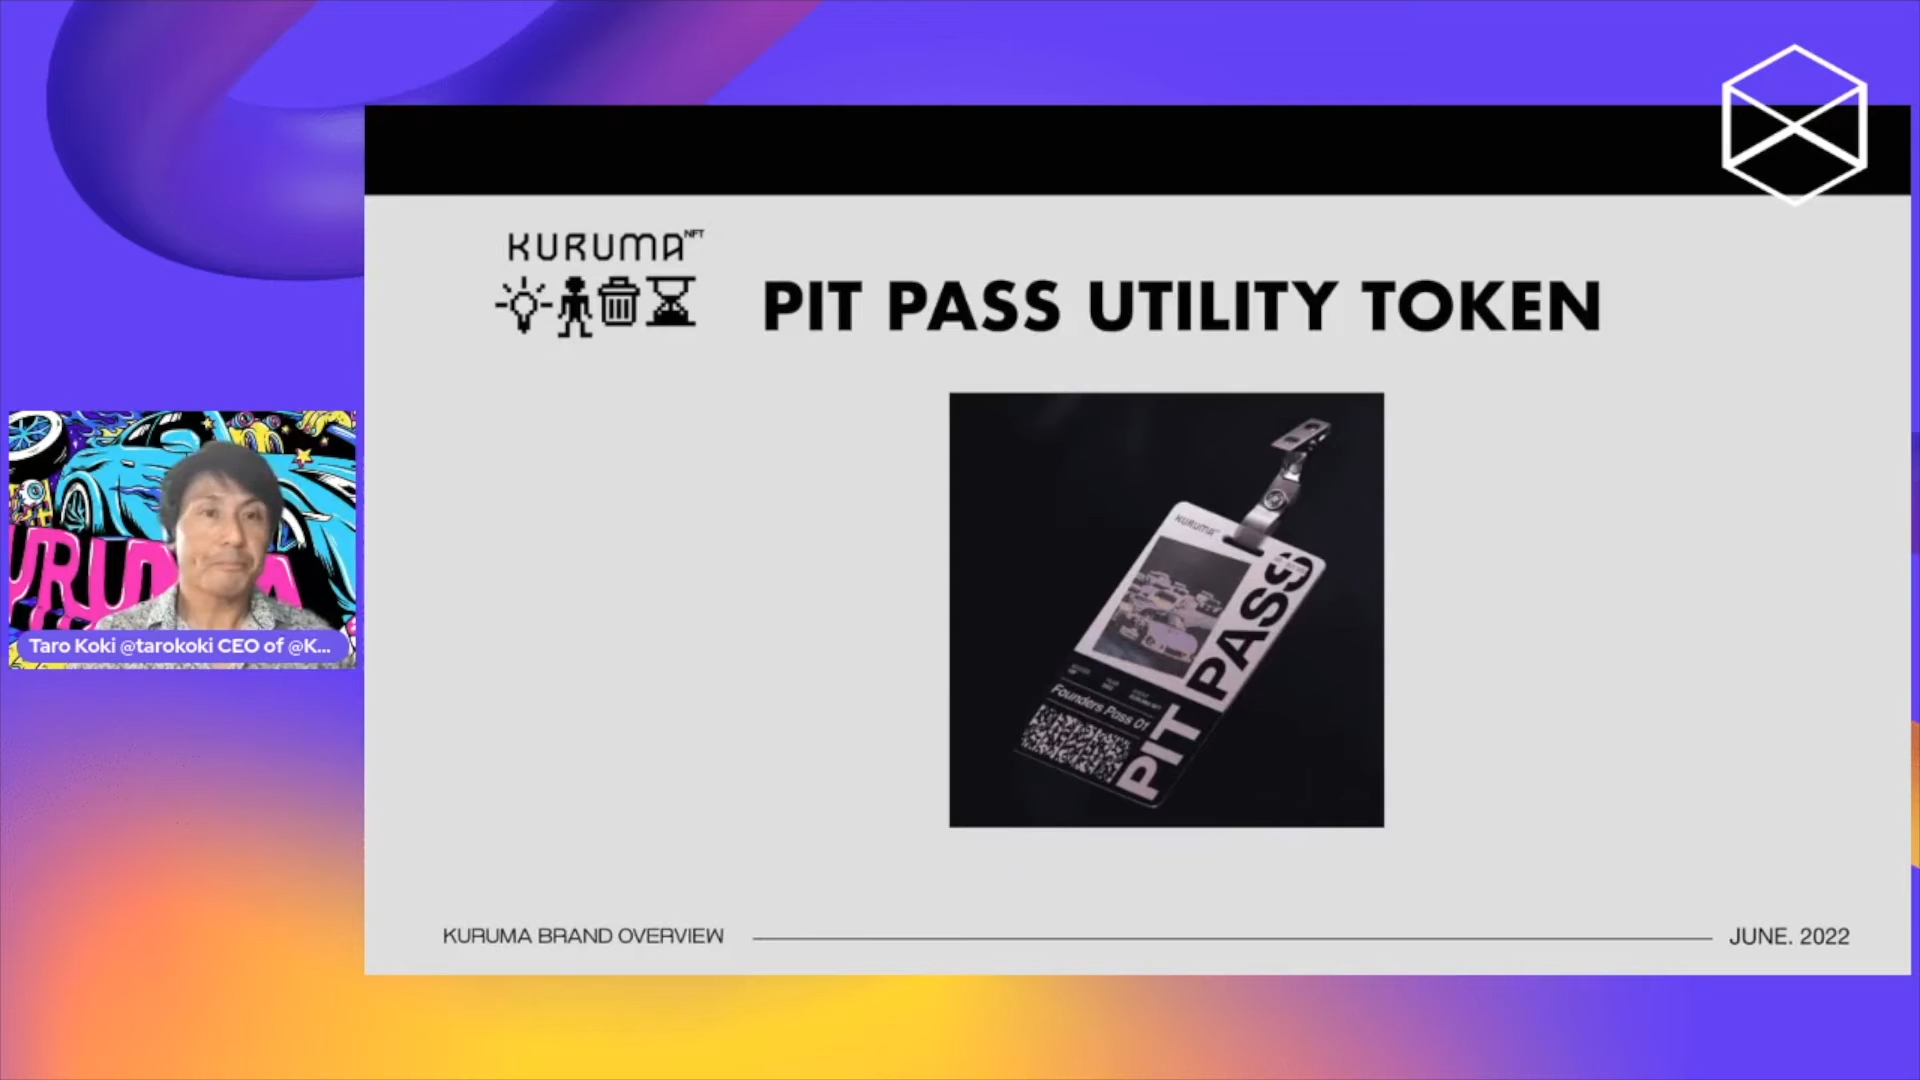 KURUMA NFT
PIT PASS UTILITY TOKEN
KURUMA
PIT PASS
Founders Pass 01
URUMA
Taro Koki @tarokoki CEO of @K...
KURUMA BRAND OVERVIEW
JUNE. 2022